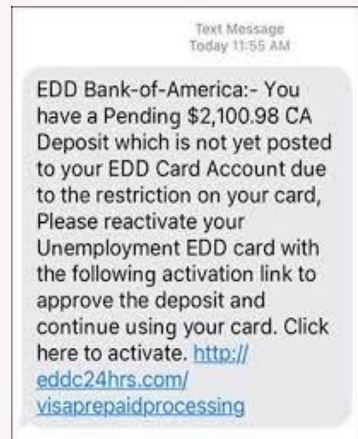 Text Message
Today 11:55 AM
EDD Bank-of-America:- You
have a Pending $2,100.98 CA
Deposit which is not yet posted
to your EDD Card Account due
to the restriction on your card,
Please reactivate your
Unemployment EDD card with
the following activation link to
approve the deposit and
continue using your card. Click
here to activate. http://
eddc24hrs.com/
visaprepaidprocessing